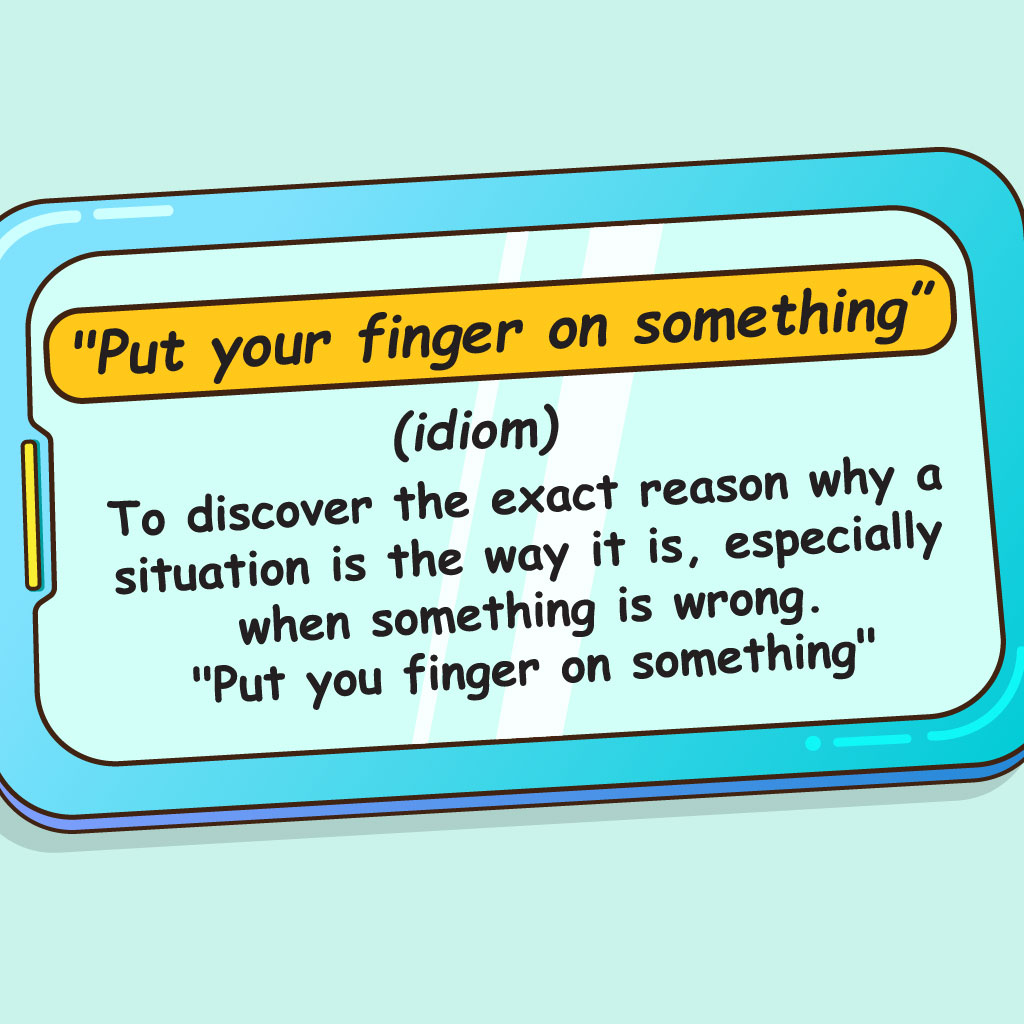 "Put your finger on something”
(idiom)
To discover the exact reason why a
situation is the way it is, especially
when something is wrong.
"Put you finger on something"